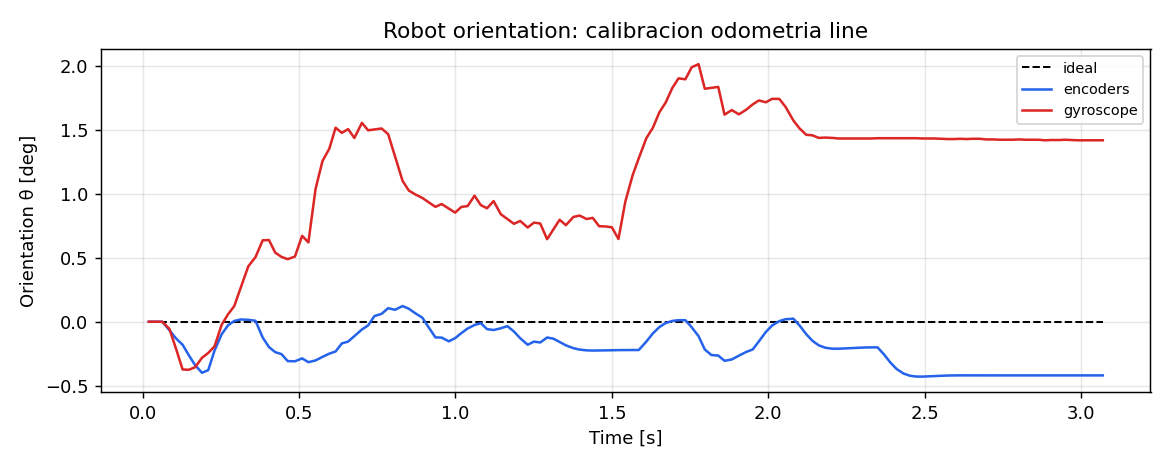 Robot orientation: calibracion odometria line
ideal
encoders
gyroscope
Orientation θ [deg]
2.0
1.5
1.0
0.5
0.0
−0.5
0.0 0.5 1.0 1.5 2.0 2.5 3.0
Time [s]